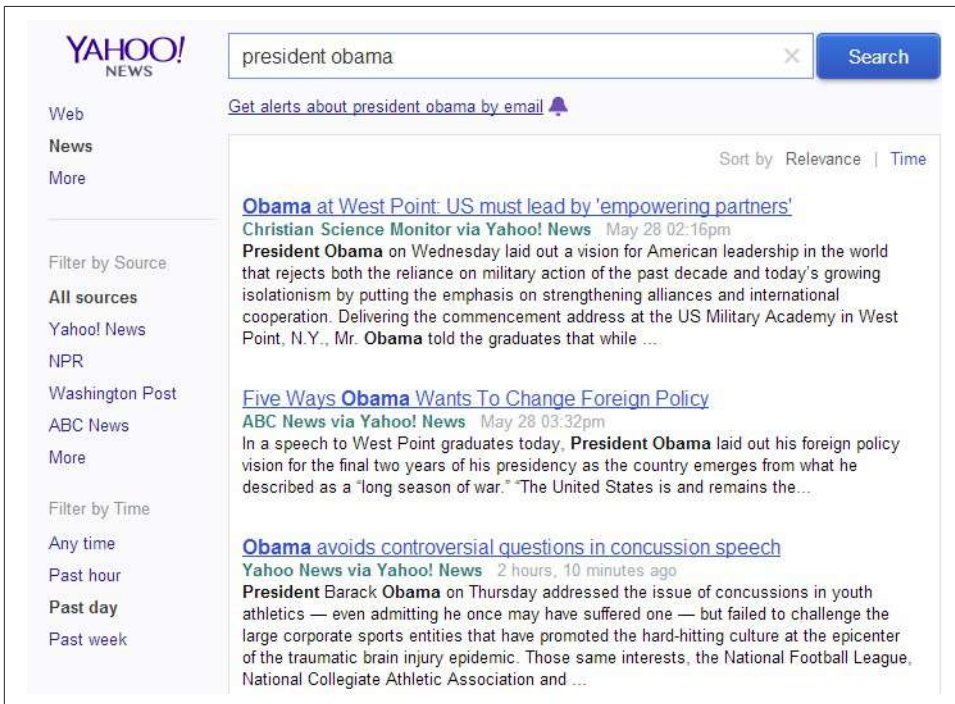 YAHOO!
NEWS
president obama
Search
Get alerts about president obama by email
Web
News
More
Filter by Source
All sources
Yahoo! News
NPR
Washington Post
ABC News
More
Filter by Time
Any time
Past hour
Past day
Past week
Sort by Relevance | Time
Obama at West Point: US must lead by 'empowering partners'
Christian Science Monitor via Yahoo! News May 28 02:16pm
President Obama on Wednesday laid out a vision for American leadership in the world
that rejects both the reliance on military action of the past decade and today's growing
isolationism by putting the emphasis on strengthening alliances and international
cooperation. Delivering the commencement address at the US Military Academy in West
Point, N.Y., Mr. Obama told the graduates that while ...
Five Ways Obama Wants To Change Foreign Policy
ABC News via Yahoo! News May 28 03:32pm
In a speech to West Point graduates today, President Obama laid out his foreign policy
vision for the final two years of his presidency as the country emerges from what he
described as a “long season of war.” “The United States is and remains the...
Obama avoids controversial questions in concussion speech
Yahoo News via Yahoo! News 2 hours, 10 minutes ago
President Barack Obama on Thursday addressed the issue of concussions in youth
athletics — even admitting he once may have suffered one — but failed to challenge the
large corporate sports entities that have promoted the hard-hitting culture at the epicenter
of the traumatic brain injury epidemic. Those same interests, the National Football League,
National Collegiate Athletic Association and ...